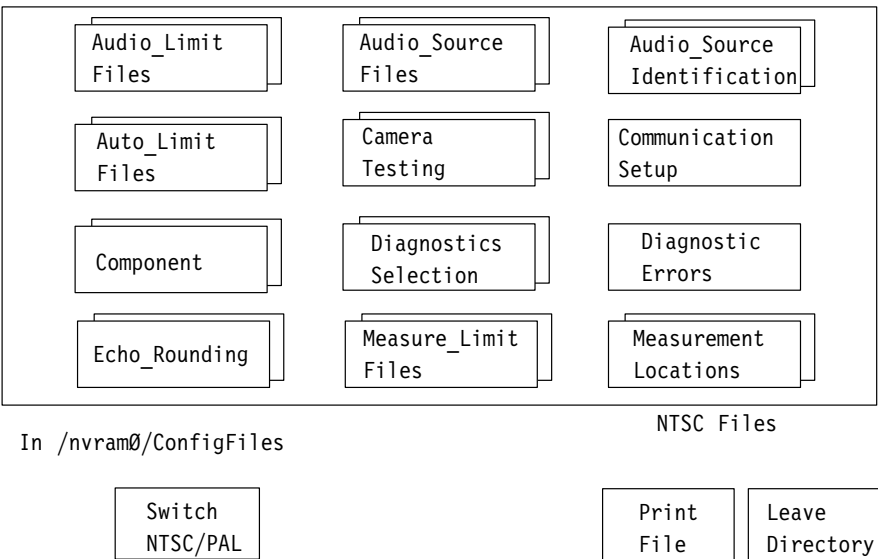 Audio_Limit
Files
Audio_Source
Files
Audio_Source
Identification
Auto_Limit
Files
Camera
Testing
Communication
Setup
Component
Diagnostics
Selection
Diagnostic
Errors
Echo_Rounding
Measure_Limit
Files
Measurement
Locations
NTSC Files
In /nvramØ/ConfigFiles
Switch
NTSC/PAL
Print
File
Leave
Directory